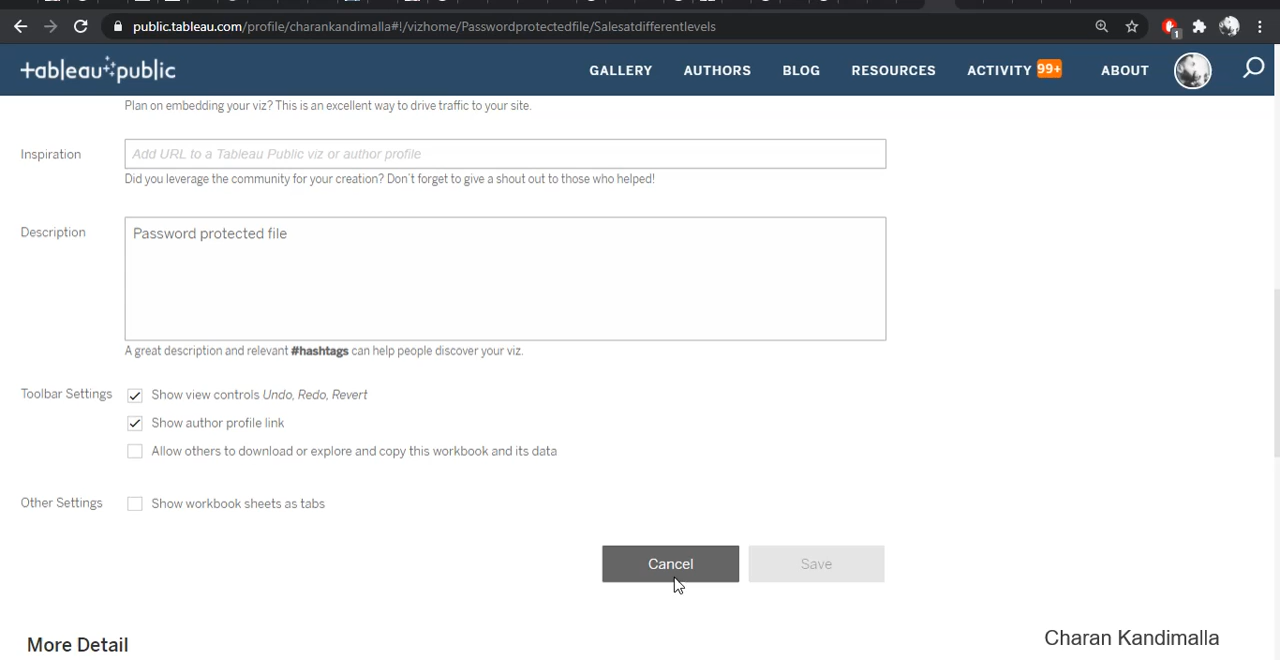 public.tableau.com/profile/charankandimalla#!/vizhome/Passwordprotectedfile/Salesatdifferentlevels
1
+ableau public
GALLERY AUTHORS BLOG RESOURCES ACTIVITY 99+ ABOUT
Plan on embedding your viz? This is an excellent way to drive traffic to your site.
Inspiration Add URL to a Tableau Public viz or author profile
Did you leverage the community for your creation? Don't forget to give a shout out to those who helped!
Description Password protected file
A great description and relevant #hashtags can help people discover your viz.
Toolbar Settings Show view controls Undo, Redo, Revert
Show author profile link
Allow others to download or explore and copy this workbook and its data
Other Settings Show workbook sheets as tabs
Cancel Save
More Detail
Charan Kandimalla